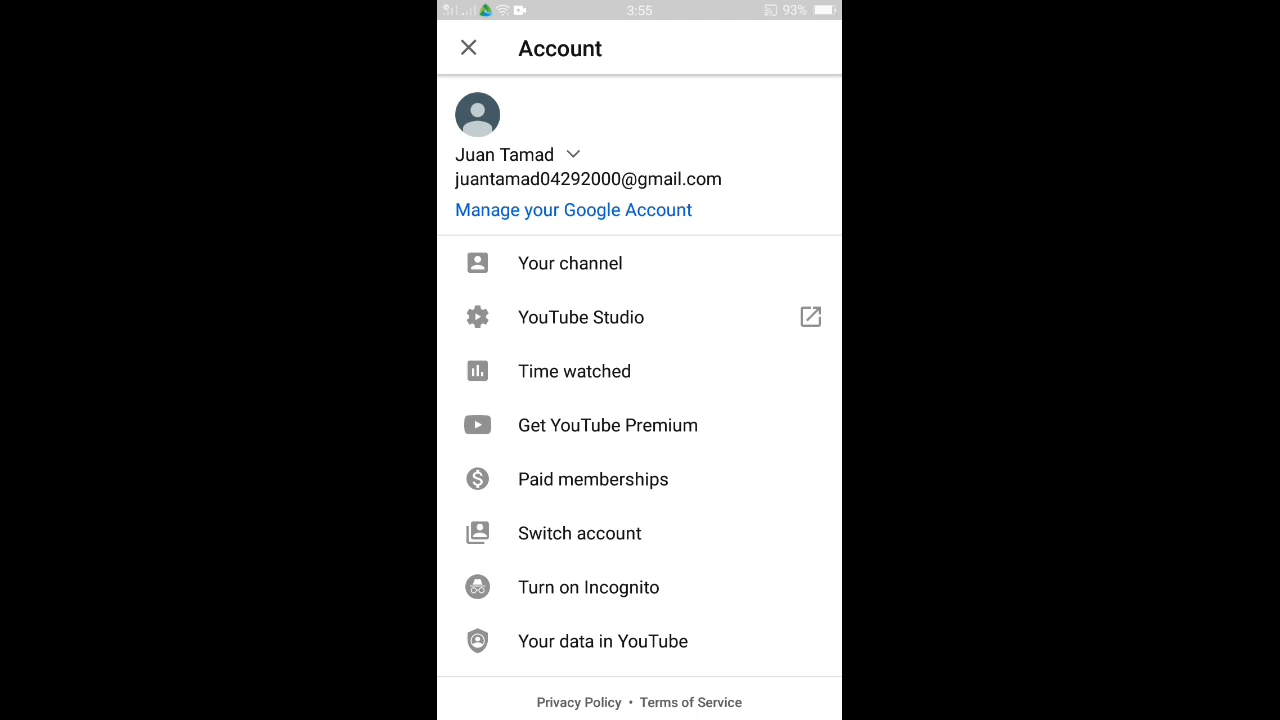 3:55
93%
Account
Juan Tamad
juantamad04292000@gmail.com
Manage your Google Account
Your channel
YouTube Studio
Time watched
Get YouTube Premium
Paid memberships
Switch account
Turn on Incognito
Your data in YouTube
Privacy Policy • Terms of Service